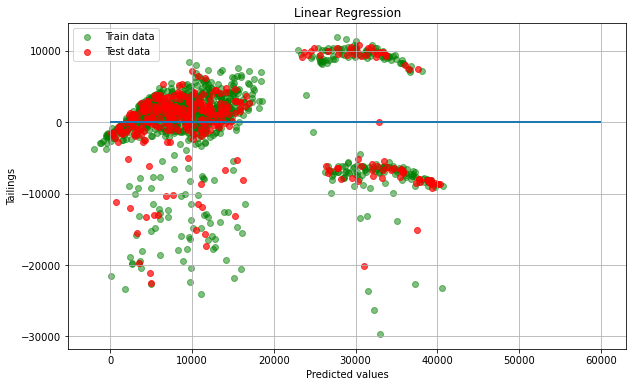 Linear Regression
Train data
Test data
10000
0
−10000
−20000
−30000
Tailings
0
10000
20000
30000
40000
50000
60000
Predicted values